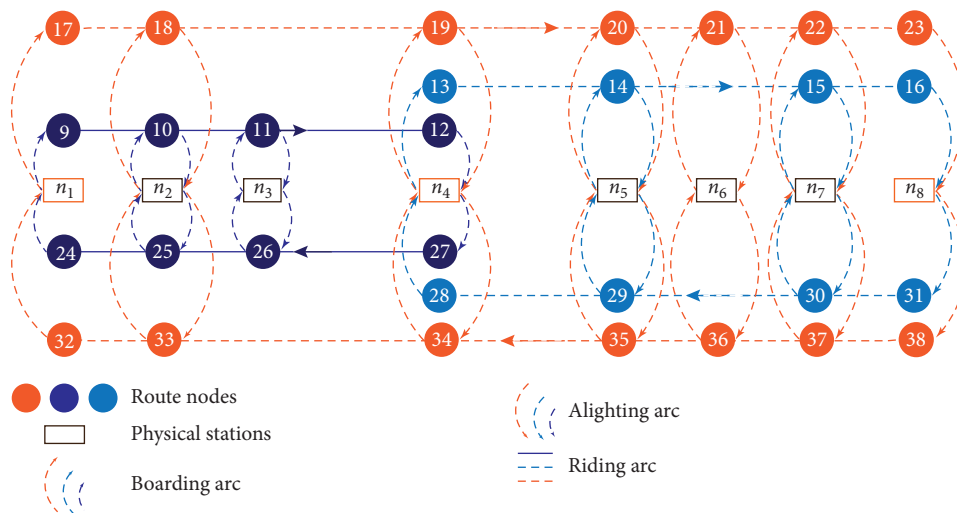 17 18 19 20 21 22 23
13 14 15 16
9 10 11 12
n1 n2 n3 n4 n5 n6 n7 n8
24 25 26 27
28 29 30 31
32 33 34 35 36 37 38
Route nodes
Physical stations
Boarding arc
Alighting arc
Riding arc